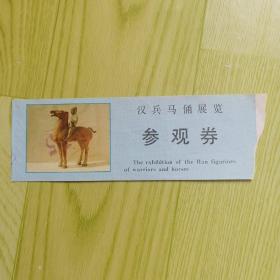 汉兵马俑展览
参观券
The exhibition of the Han figurines
of warriors and horses